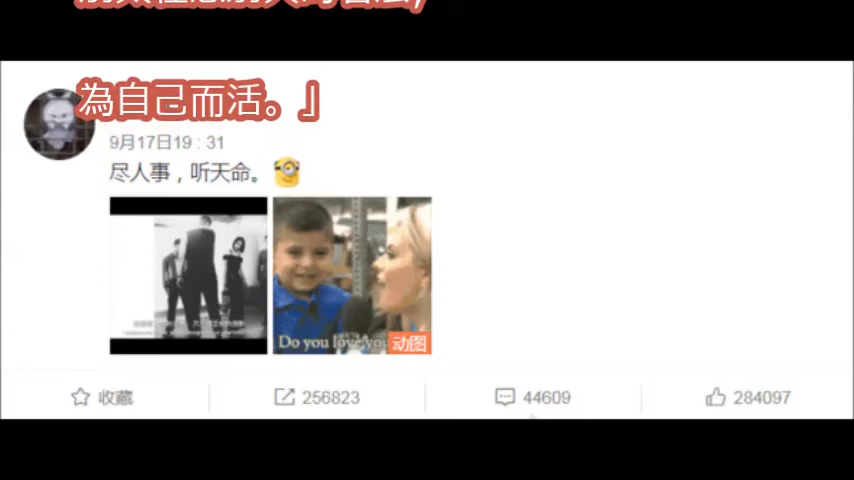 為自己而活。』
9月17日19 : 31
尽人事，听天命。
Do you love you
动图
收藏
256823
44609
284097